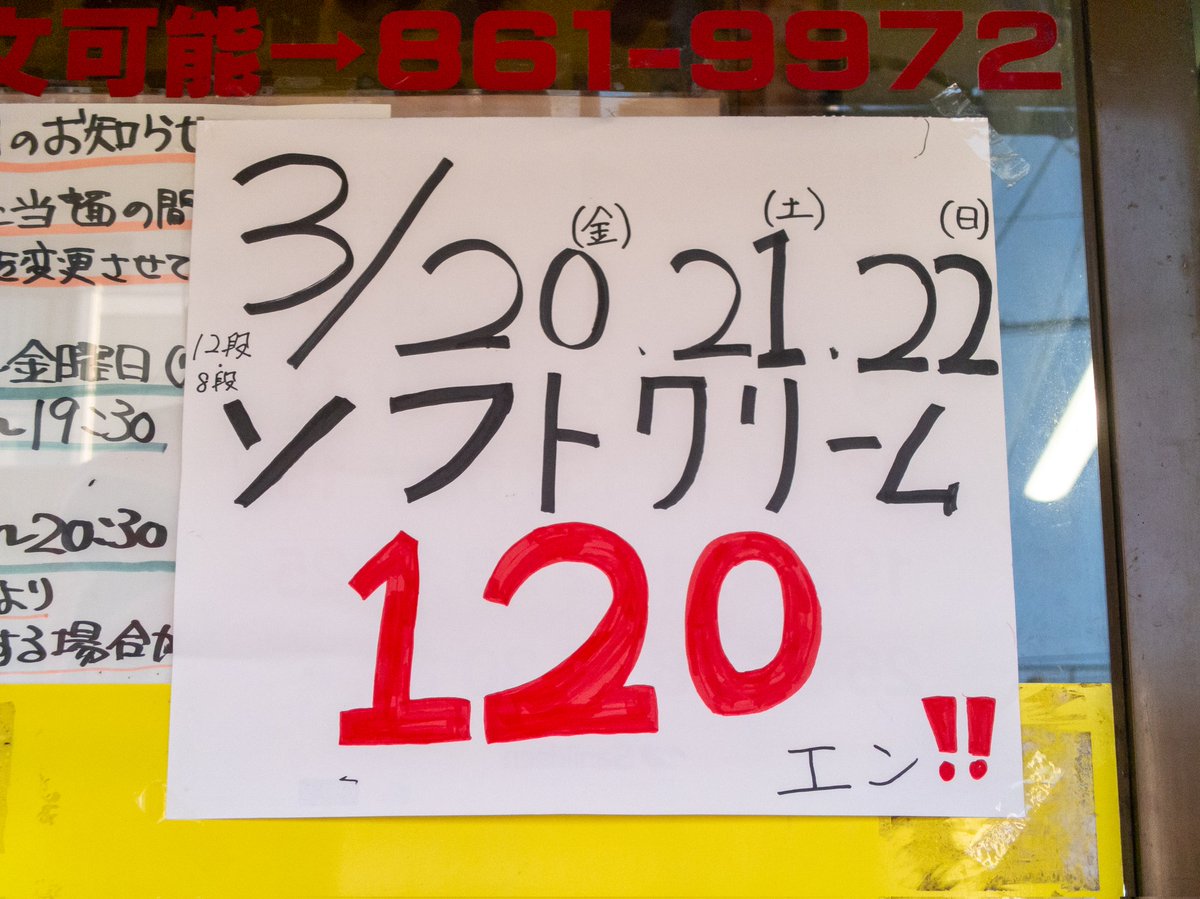 文可能→861-9972
のお知らせ
当面の間
変更させて
金曜日(
~19:30
~20:30
より
する場合が
(金) (土) (日)
3/20、21、22
12段
8段
ソフトクリーム
120
エン!!